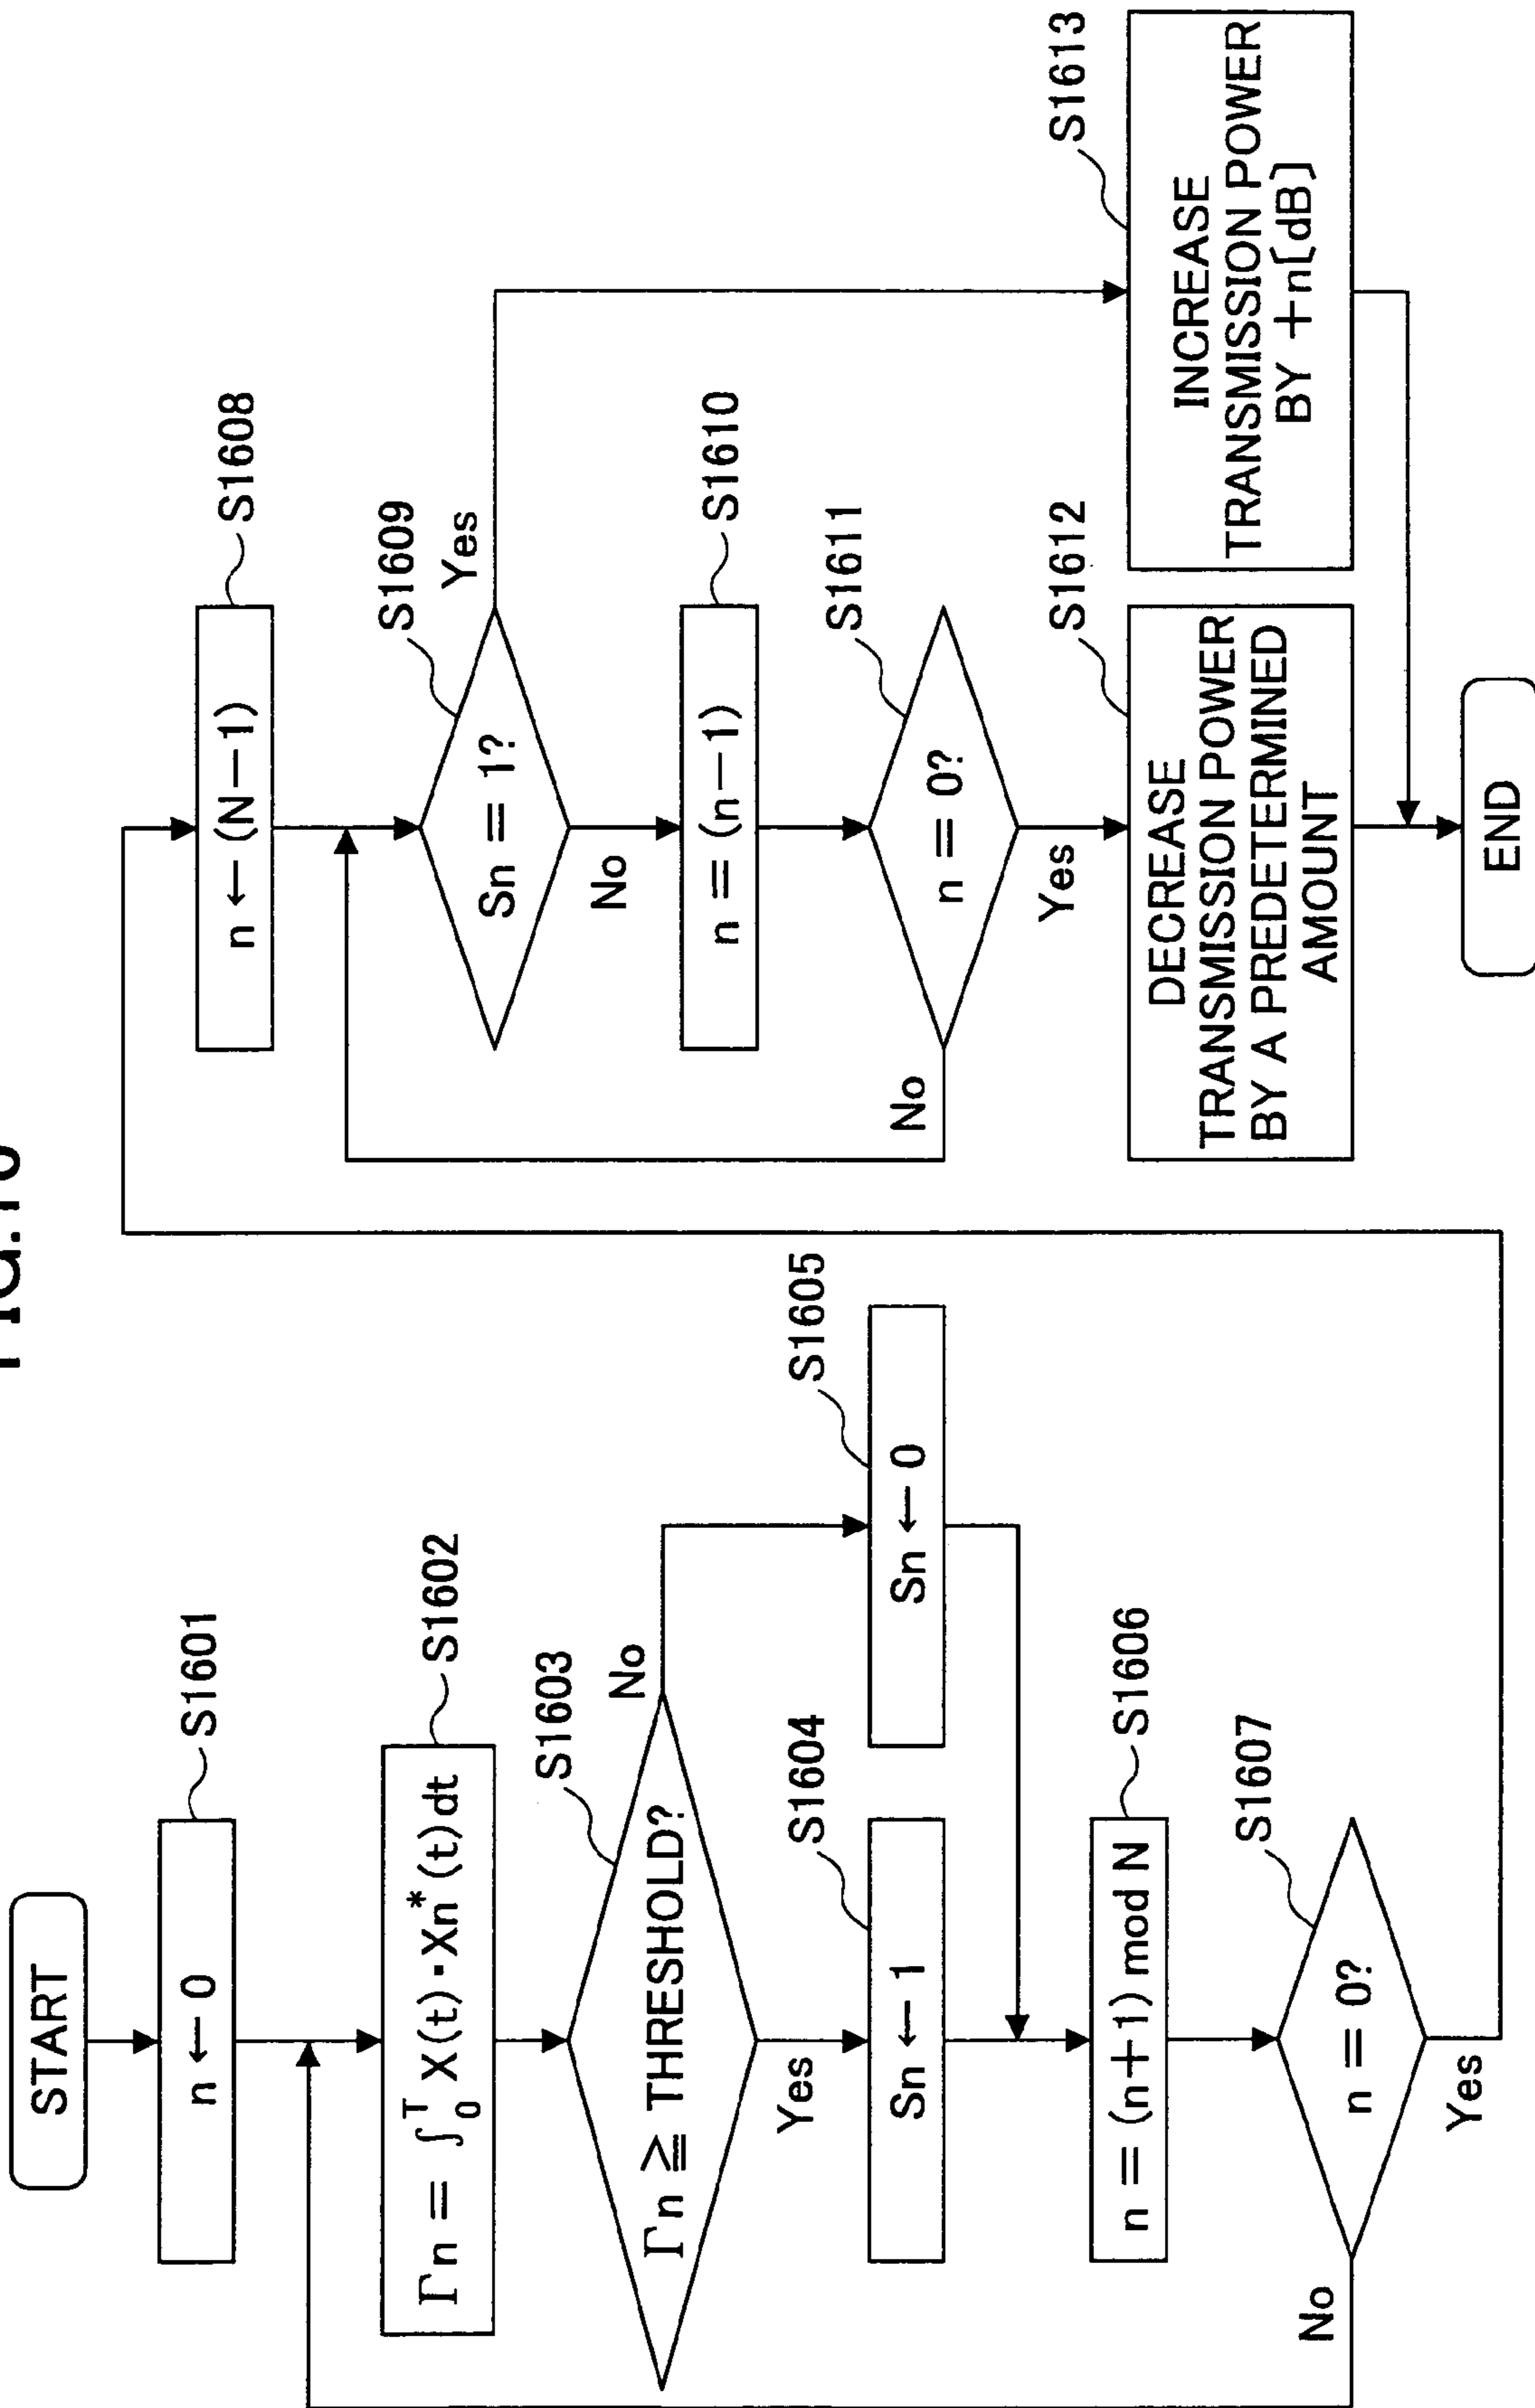 START
n ← 0
S1601
Γn = ∫₀ᵀ X(t)·Xn*(t)dt
S1602
Γn ≧ THRESHOLD?
S1603
No
Yes
Sn ← 1
S1604
Sn ← 0
S1605
n = (n+1) mod N
S1606
n = 0?
S1607
No
Yes
n ← (N−1)
S1608
Sn = 1?
S1609
Yes
No
n = (n−1)
S1610
n = 0?
S1611
No
Yes
DECREASE
TRANSMISSION POWER
BY A PREDETERMINED
AMOUNT
S1612
INCREASE
TRANSMISSION POWER
BY +n[dB]
S1613
END